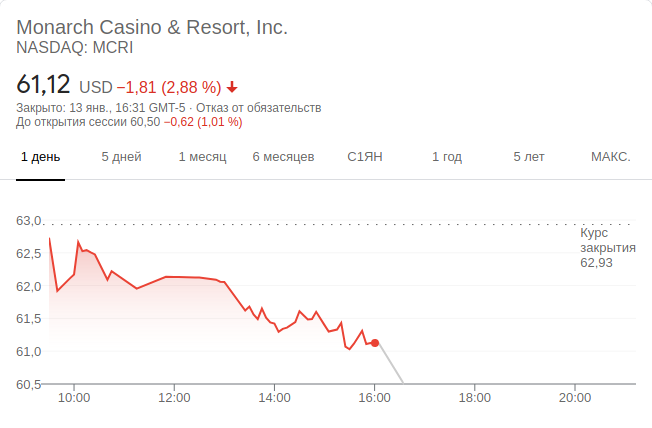 Monarch Casino & Resort, Inc.
NASDAQ: MCRI
61,12 USD −1,81 (2,88 %)
Закрыто: 13 янв., 16:31 GMT-5 · Отказ от обязательств
До открытия сессии 60,50 −0,62 (1,01 %)
1 день 5 дней 1 месяц 6 месяцев С1ЯН 1 год 5 лет МАКС.
63,0
Курс
закрытия
62,93
62,5
62,0
61,5
61,0
60,5
10:00 12:00 14:00 16:00 18:00 20:00